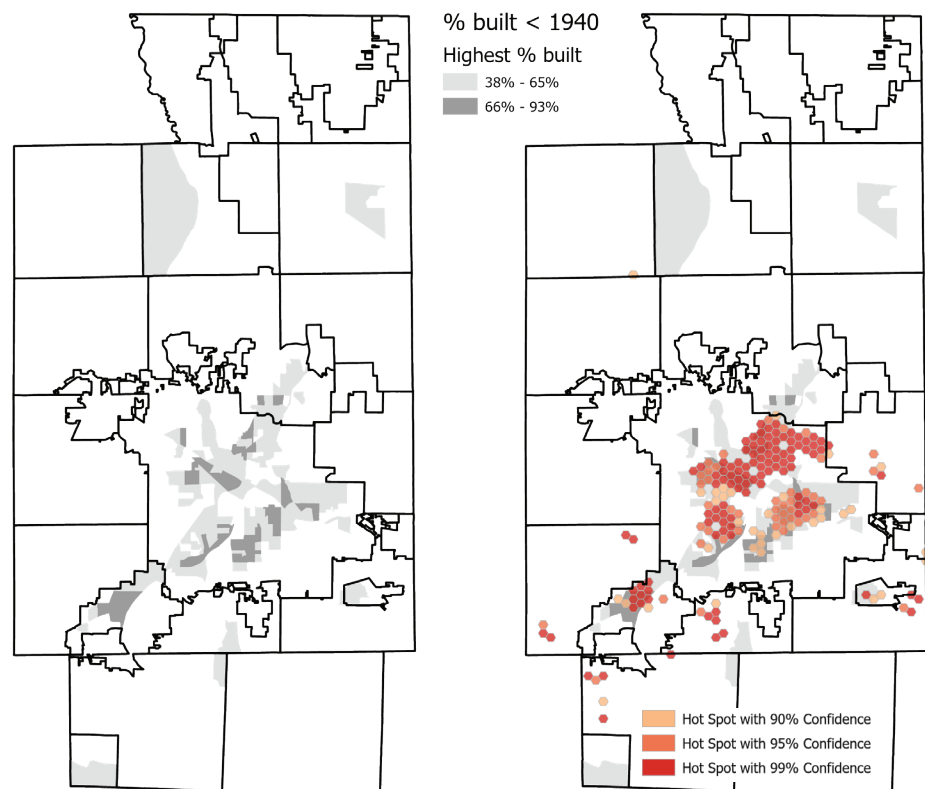 % built < 1940
Highest % built
38% - 65%
66% - 93%
Hot Spot with 90% Confidence
Hot Spot with 95% Confidence
Hot Spot with 99% Confidence